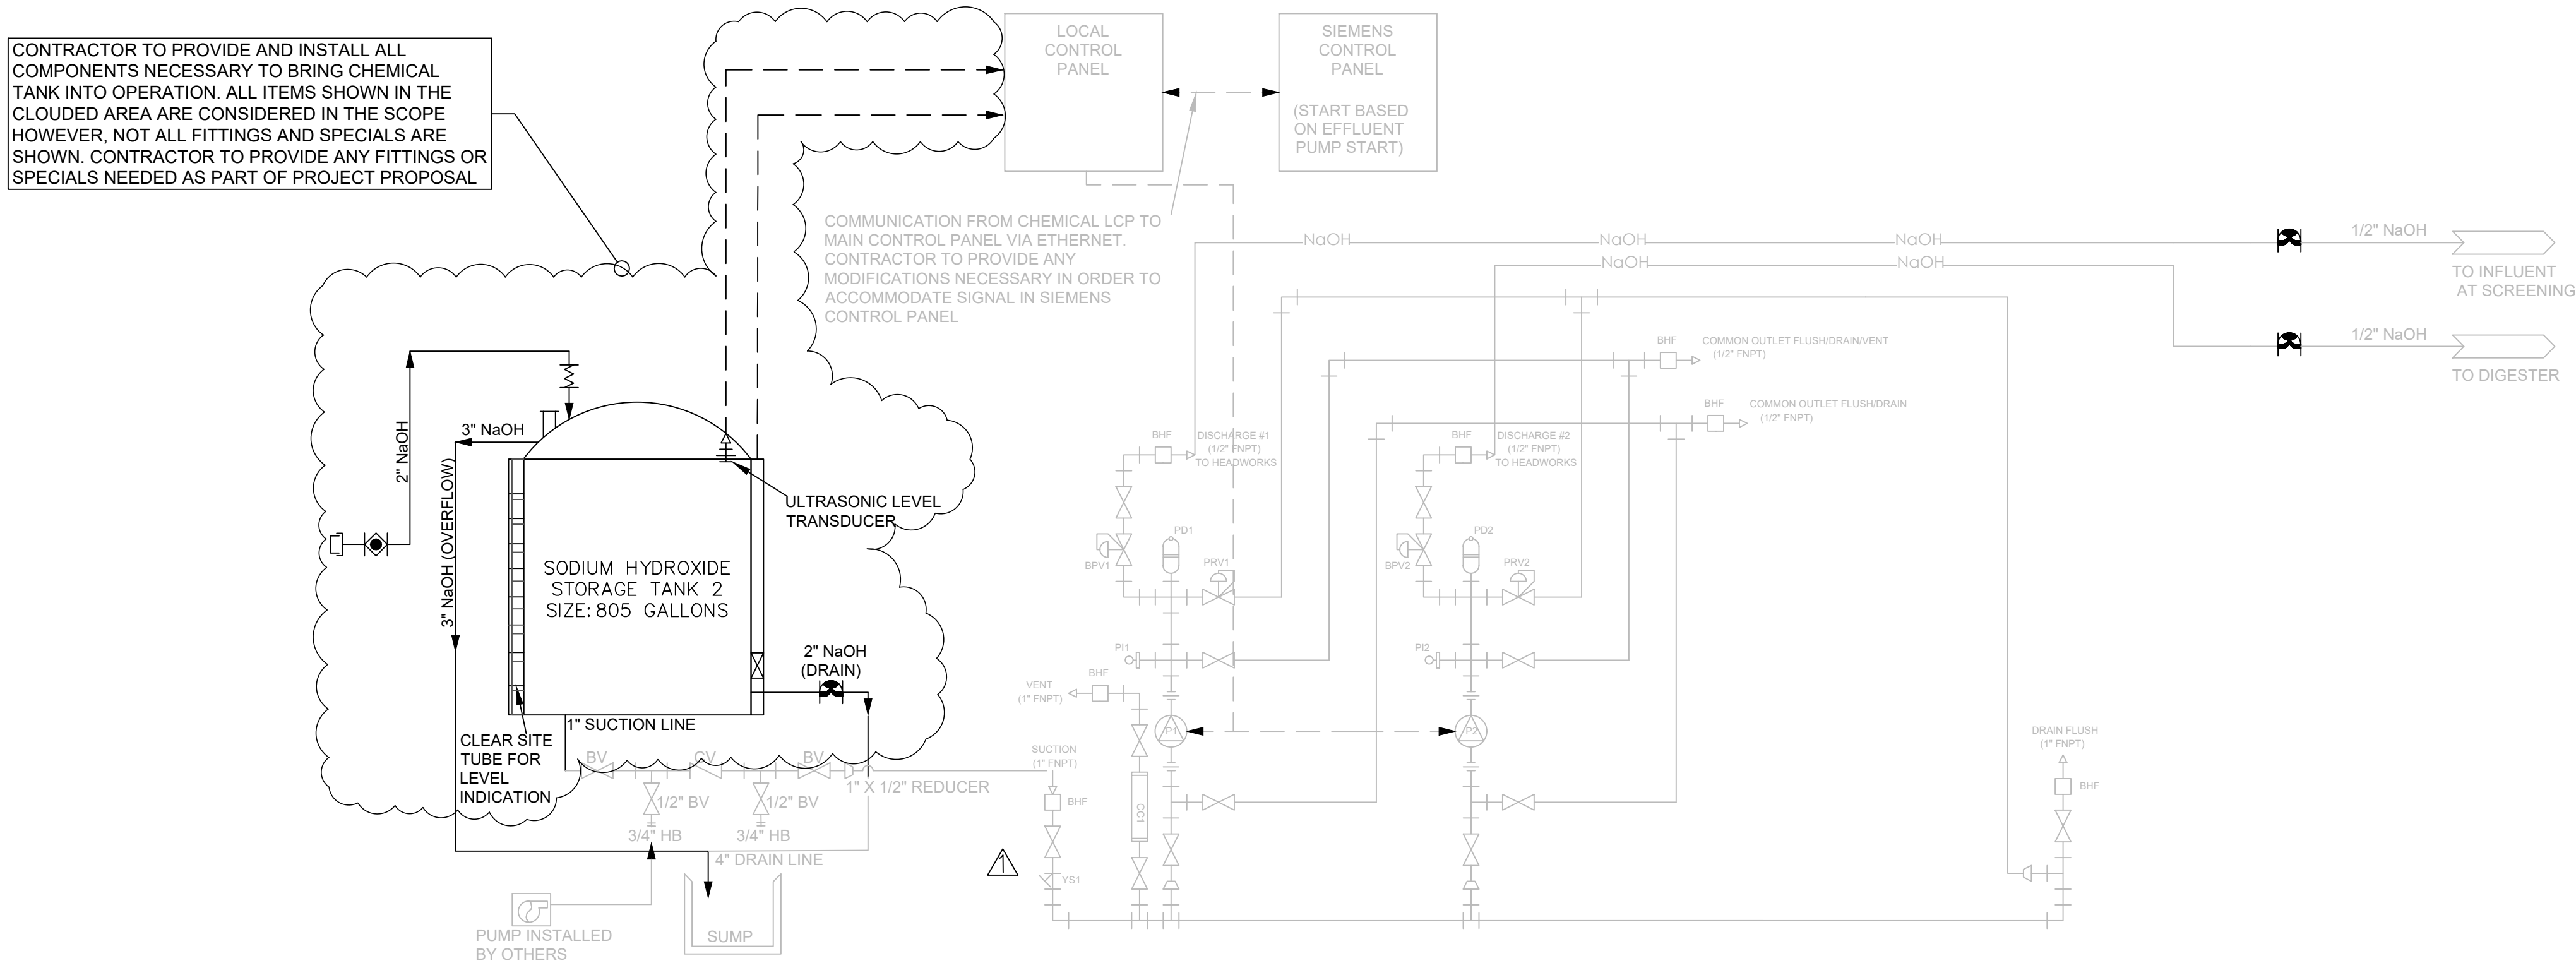 CONTRACTOR TO PROVIDE AND INSTALL ALL
COMPONENTS NECESSARY TO BRING CHEMICAL
TANK INTO OPERATION. ALL ITEMS SHOWN IN THE
CLOUDED AREA ARE CONSIDERED IN THE SCOPE
HOWEVER, NOT ALL FITTINGS AND SPECIALS ARE
SHOWN. CONTRACTOR TO PROVIDE ANY FITTINGS OR
SPECIALS NEEDED AS PART OF PROJECT PROPOSAL
LOCAL
CONTROL
PANEL
SIEMENS
CONTROL
PANEL
(START BASED
ON EFFLUENT
PUMP START)
COMMUNICATION FROM CHEMICAL LCP TO
MAIN CONTROL PANEL VIA ETHERNET.
CONTRACTOR TO PROVIDE ANY
MODIFICATIONS NECESSARY IN ORDER TO
ACCOMMODATE SIGNAL IN SIEMENS
CONTROL PANEL
NaOH
NaOH
NaOH
1/2" NaOH
TO INFLUENT
AT SCREENING
NaOH
NaOH
1/2" NaOH
TO DIGESTER
BHF
COMMON OUTLET FLUSH/DRAIN/VENT
(1/2" FNPT)
BHF
COMMON OUTLET FLUSH/DRAIN
(1/2" FNPT)
BHF
DISCHARGE #1
(1/2" FNPT)
TO HEADWORKS
BHF
DISCHARGE #2
(1/2" FNPT)
TO HEADWORKS
2" NaOH
3" NaOH
3" NaOH (OVERFLOW)
ULTRASONIC LEVEL
TRANSDUCER
SODIUM HYDROXIDE
STORAGE TANK 2
SIZE: 805 GALLONS
2" NaOH
(DRAIN)
1" SUCTION LINE
CLEAR SITE
TUBE FOR
LEVEL
INDICATION
BV
CV
BV
1" X 1/2" REDUCER
1/2" BV
1/2" BV
3/4" HB
3/4" HB
4" DRAIN LINE
PUMP INSTALLED
BY OTHERS
SUMP
1
PD1
BPV1
PRV1
PI1
BHF
VENT
(1" FNPT)
P1
SUCTION
(1" FNPT)
BHF
CC1
YS1
PD2
BPV2
PRV2
PI2
P2
DRAIN FLUSH
(1" FNPT)
BHF